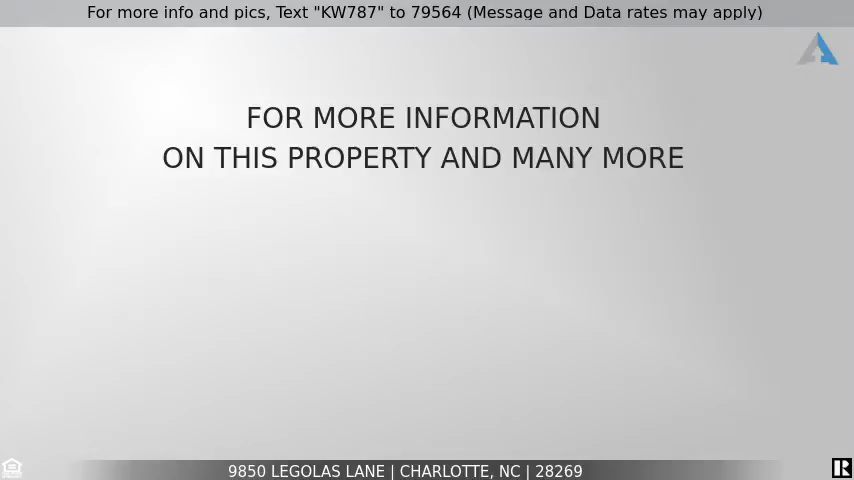 For more info and pics, Text "KW787" to 79564 (Message and Data rates may apply)
FOR MORE INFORMATION
ON THIS PROPERTY AND MANY MORE
9850 LEGOLAS LANE | CHARLOTTE, NC | 28269